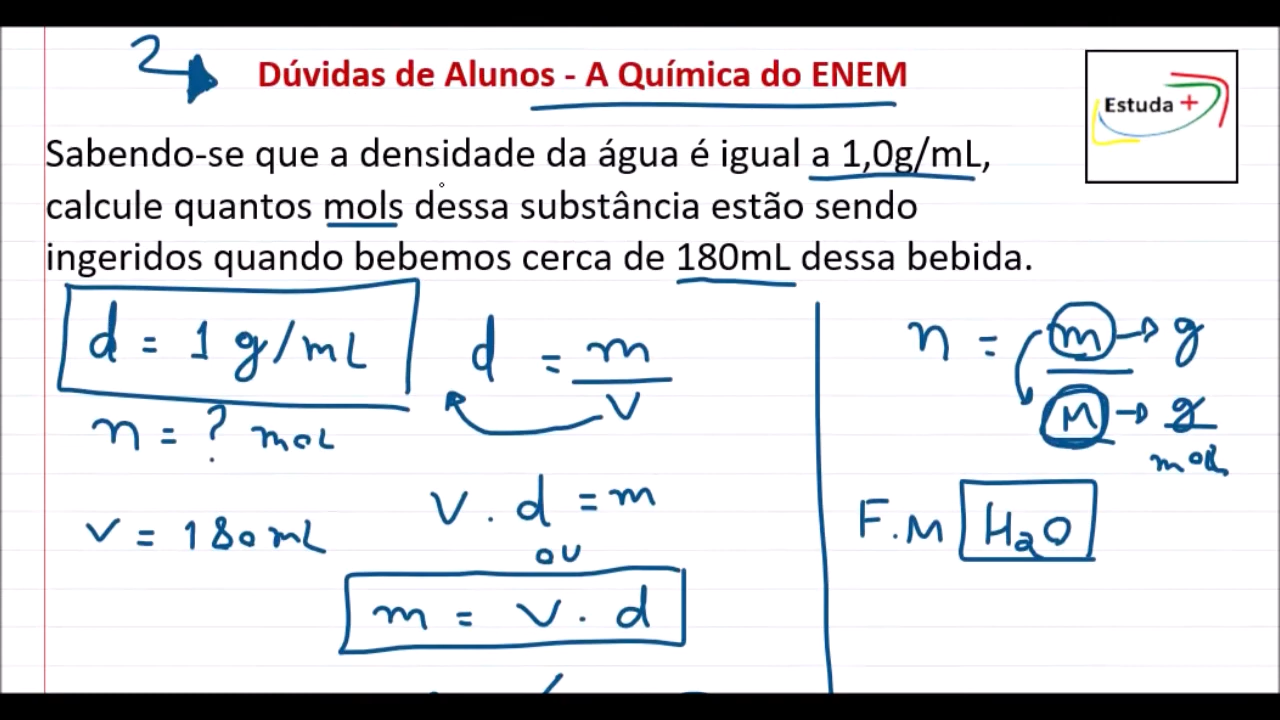 2
Dúvidas de Alunos - A Química do ENEM
Estuda +
Sabendo-se que a densidade da água é igual a 1,0g/mL,
calcule quantos mols dessa substância estão sendo
ingeridos quando bebemos cerca de 180mL dessa bebida.
d = 1 g/mL
n = ? mol
v = 180 mL
d = m
v
V . d = m
ou
m = V . d
n = m → g
M → g
mol
F.M H2O